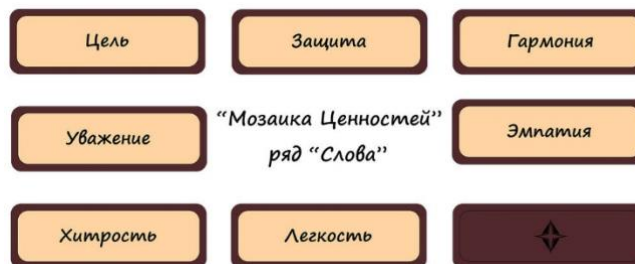 Цель
Защита
Гармония
Уважение
"Мозаика Ценностей"
ряд "Слова"
Эмпатия
Хитрость
Легкость